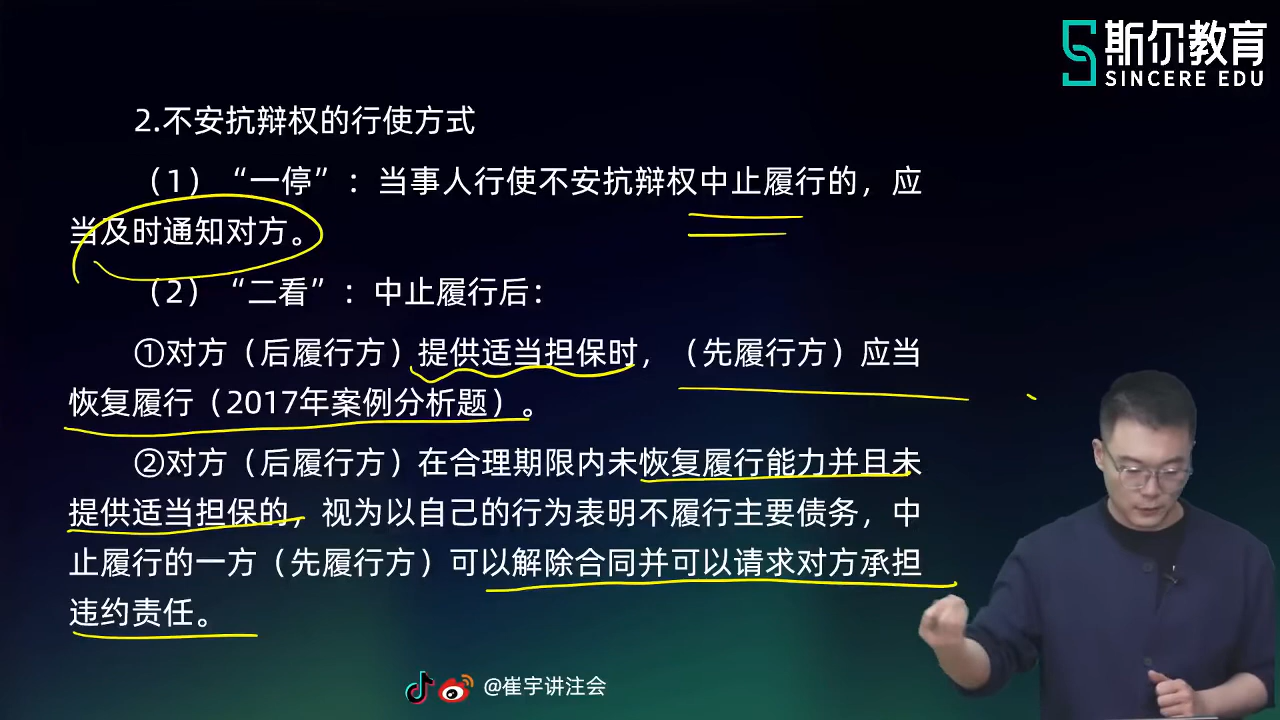 斯尔教育
SINCERE EDU
2.不安抗辩权的行使方式
（1）“一停”：当事人行使不安抗辩权中止履行的，应
当及时通知对方。
（2）“二看”：中止履行后：
①对方（后履行方）提供适当担保时，（先履行方）应当
恢复履行（2017年案例分析题）。
②对方（后履行方）在合理期限内未恢复履行能力并且未
提供适当担保的，视为以自己的行为表明不履行主要债务，中
止履行的一方（先履行方）可以解除合同并可以请求对方承担
违约责任。
@崔宇讲注会